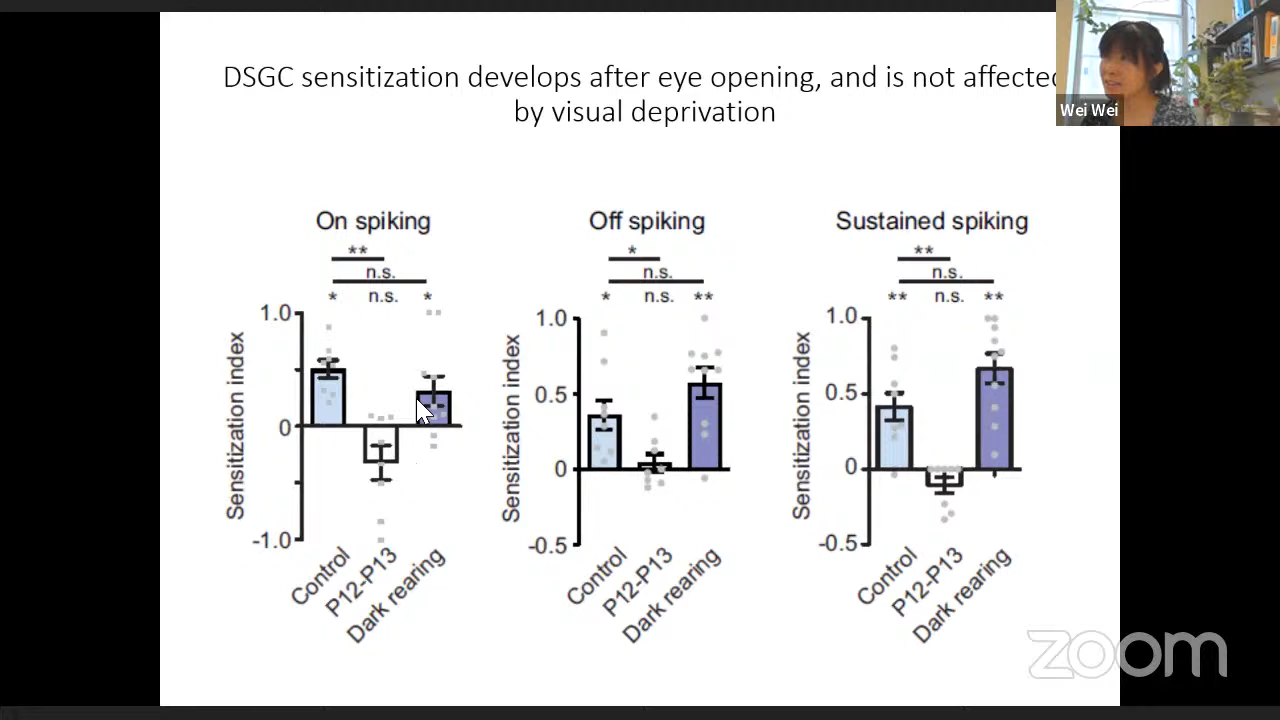 DSGC sensitization develops after eye opening, and is not affected
by visual deprivation
Wei Wei
On spiking
**
n.s.
* n.s. *
Sensitization index
1.0
0
-1.0
Control
P12-P13
Dark rearing
Off spiking
*
n.s.
* n.s. **
Sensitization index
1.0
0.5
0
-0.5
Control
P12-P13
Dark rearing
Sustained spiking
**
n.s.
** n.s. **
Sensitization index
1.0
0.5
0
-0.5
Control
P12-P13
Dark rearing
zoom